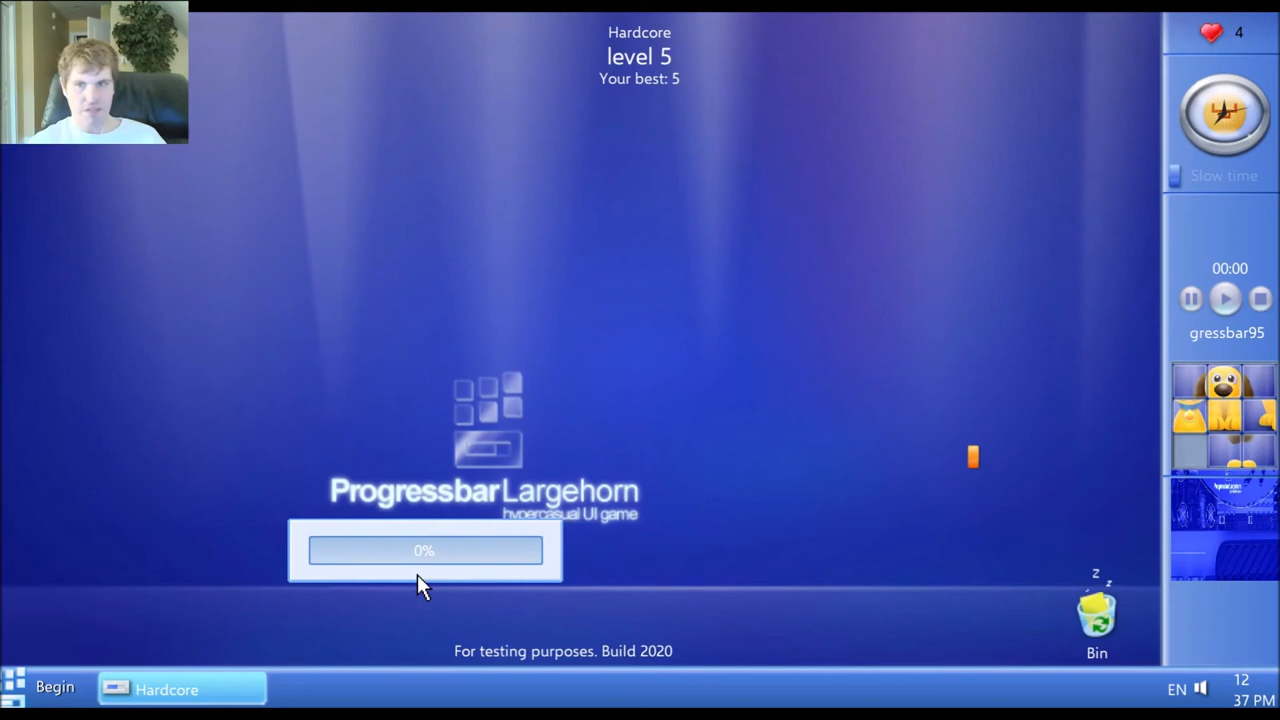 Hardcore
level 5
Your best: 5
4
Slow time
00:00
gressbar95
ProgressbarLargehorn
hypercasual UI game
0%
z
z
Bin
For testing purposes. Build 2020
Begin
Hardcore
EN
12
37 PM